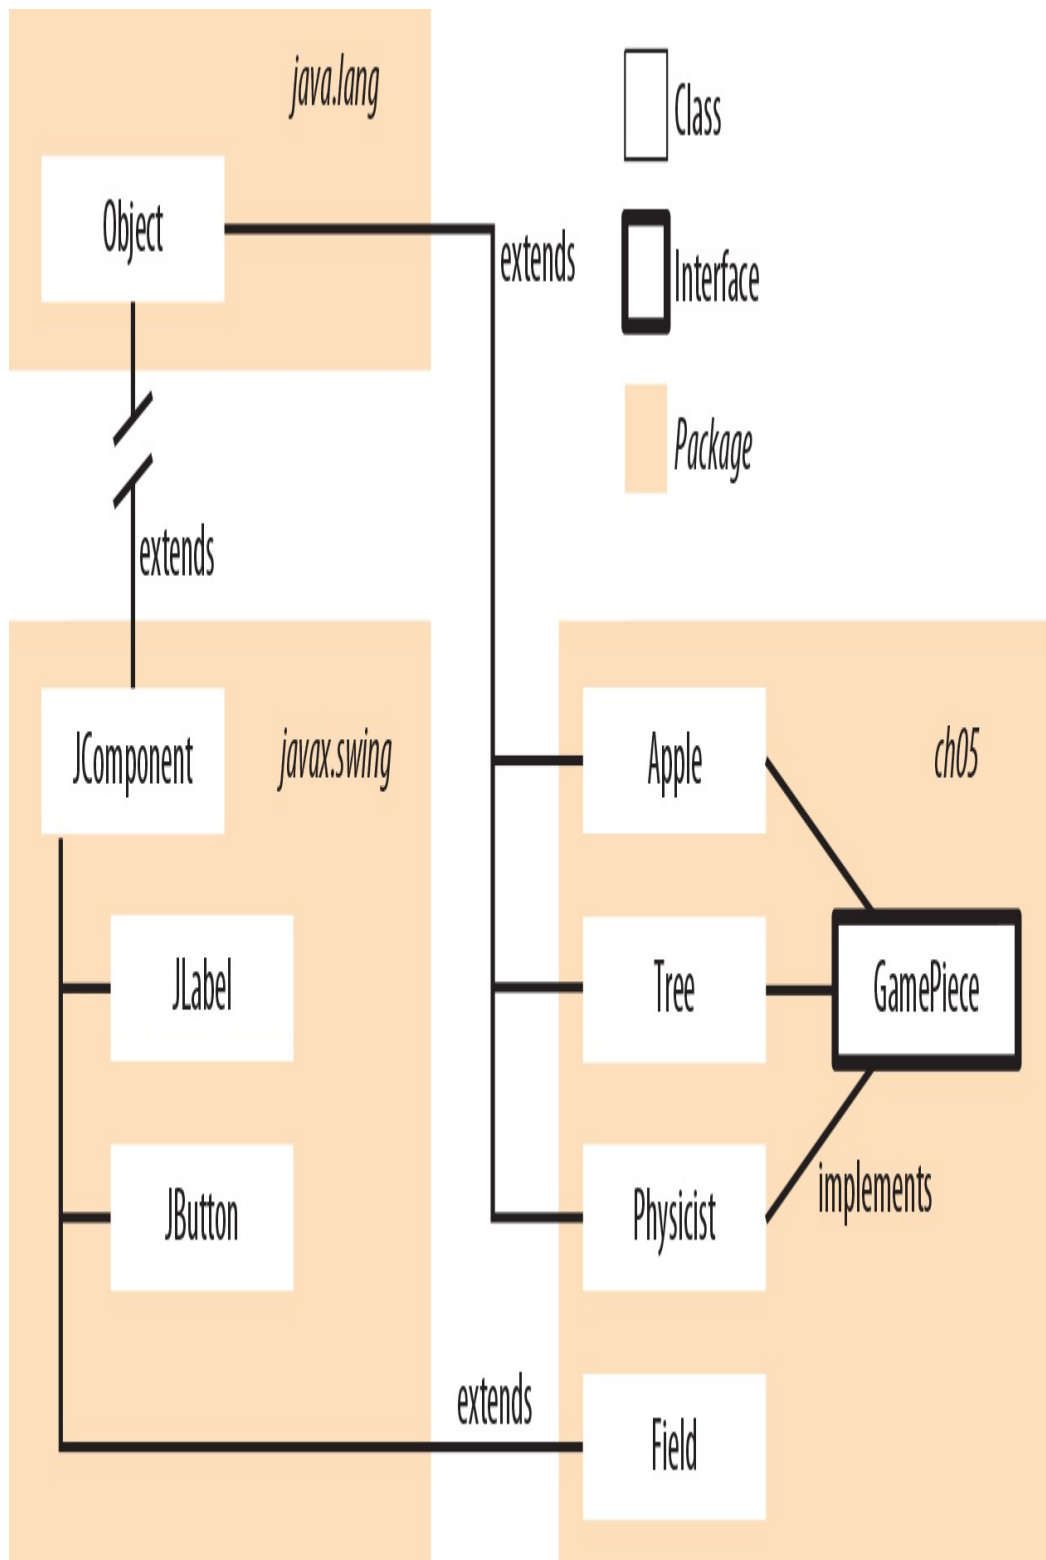 java.lang
Class
Object
extends
Interface
Package
extends
JComponent
javax.swing
Apple
ch05
JLabel
Tree
GamePiece
JButton
Physicist
implements
extends
Field